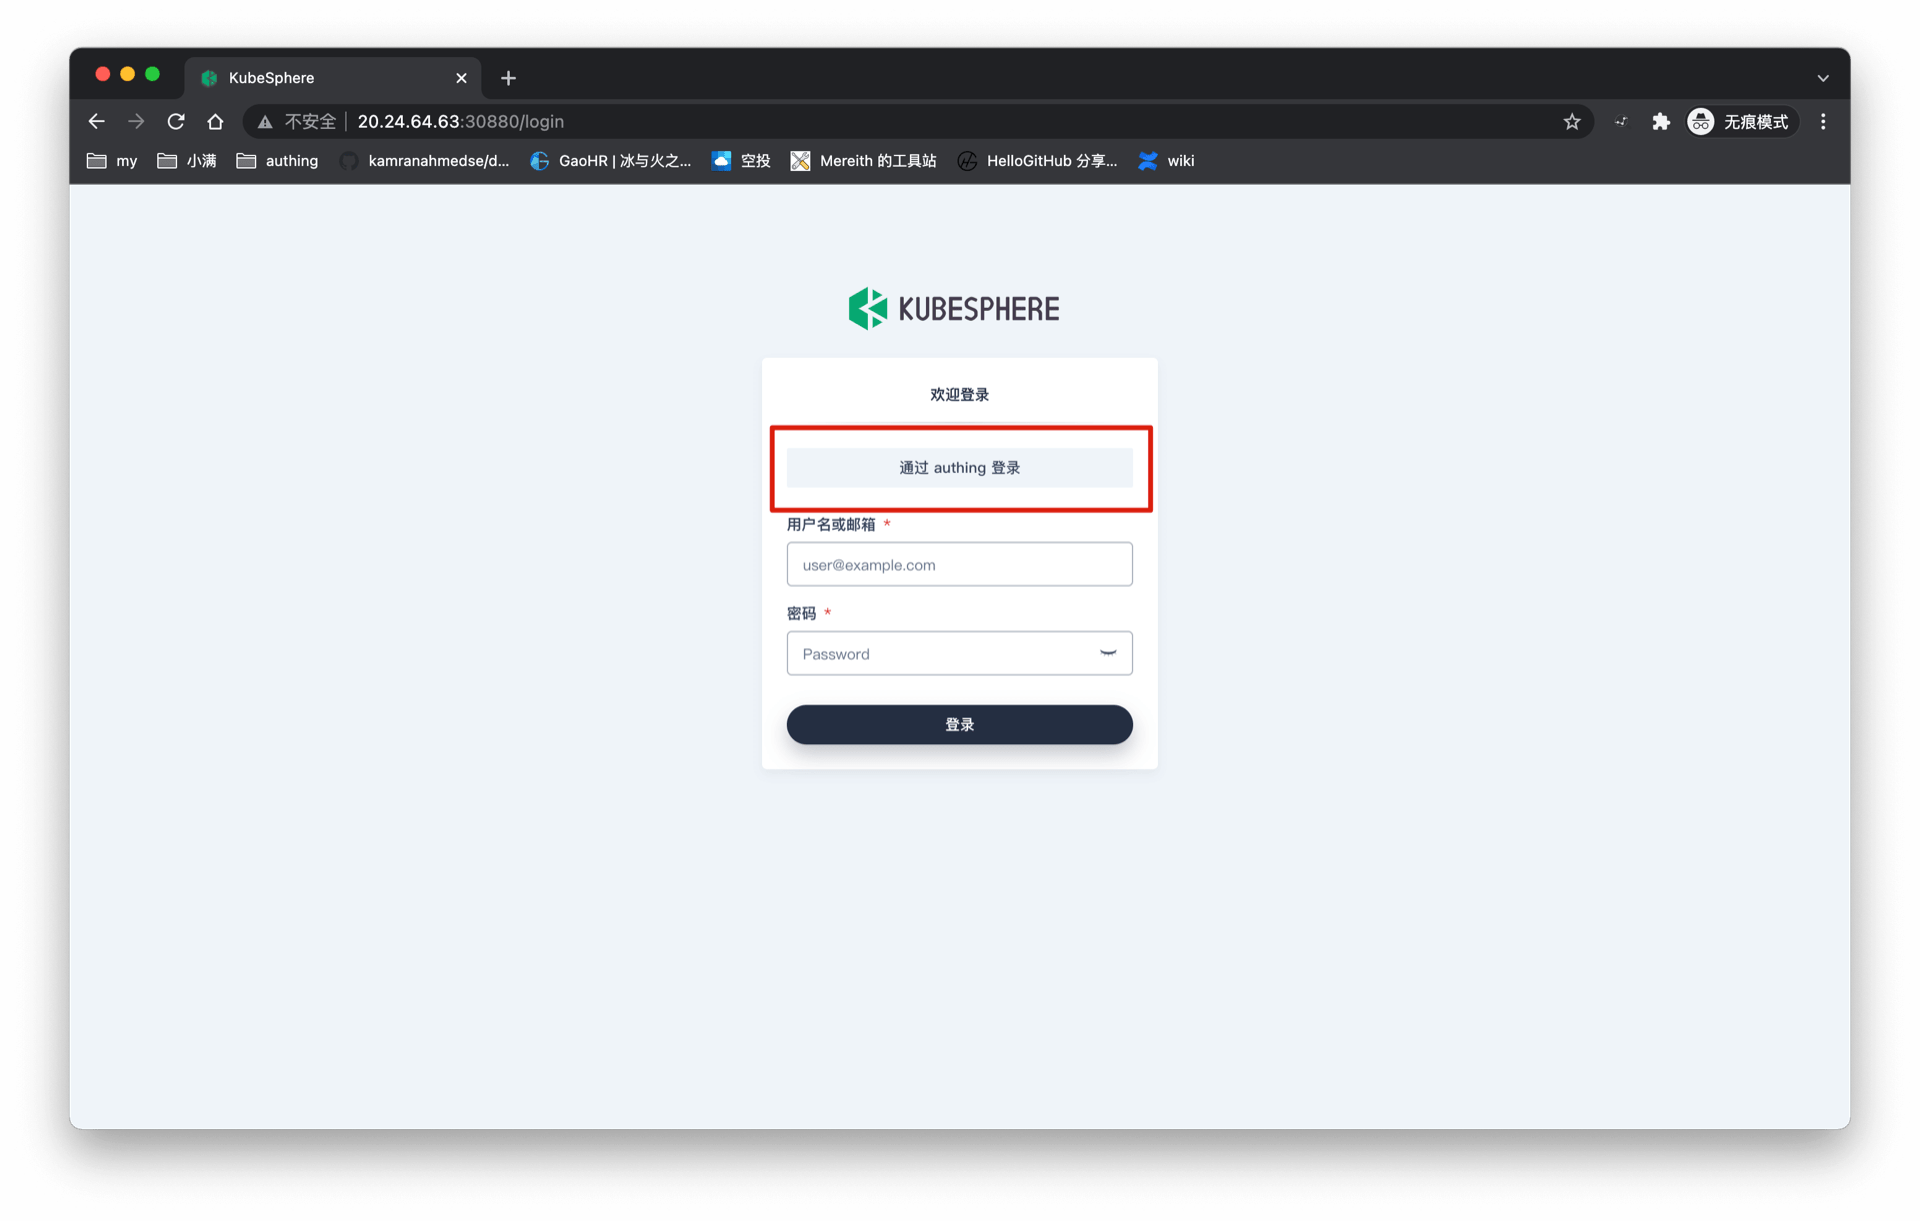 KubeSphere
不安全 20.24.64.63:30880/login 无痕模式
my 小满 authing kamranahmedse/d... GaoHR | 冰与火之... 空投 Mereith 的工具站 HelloGitHub 分享... wiki
KUBESPHERE
欢迎登录
通过 authing 登录
用户名或邮箱 *
user@example.com
密码 *
Password
登录